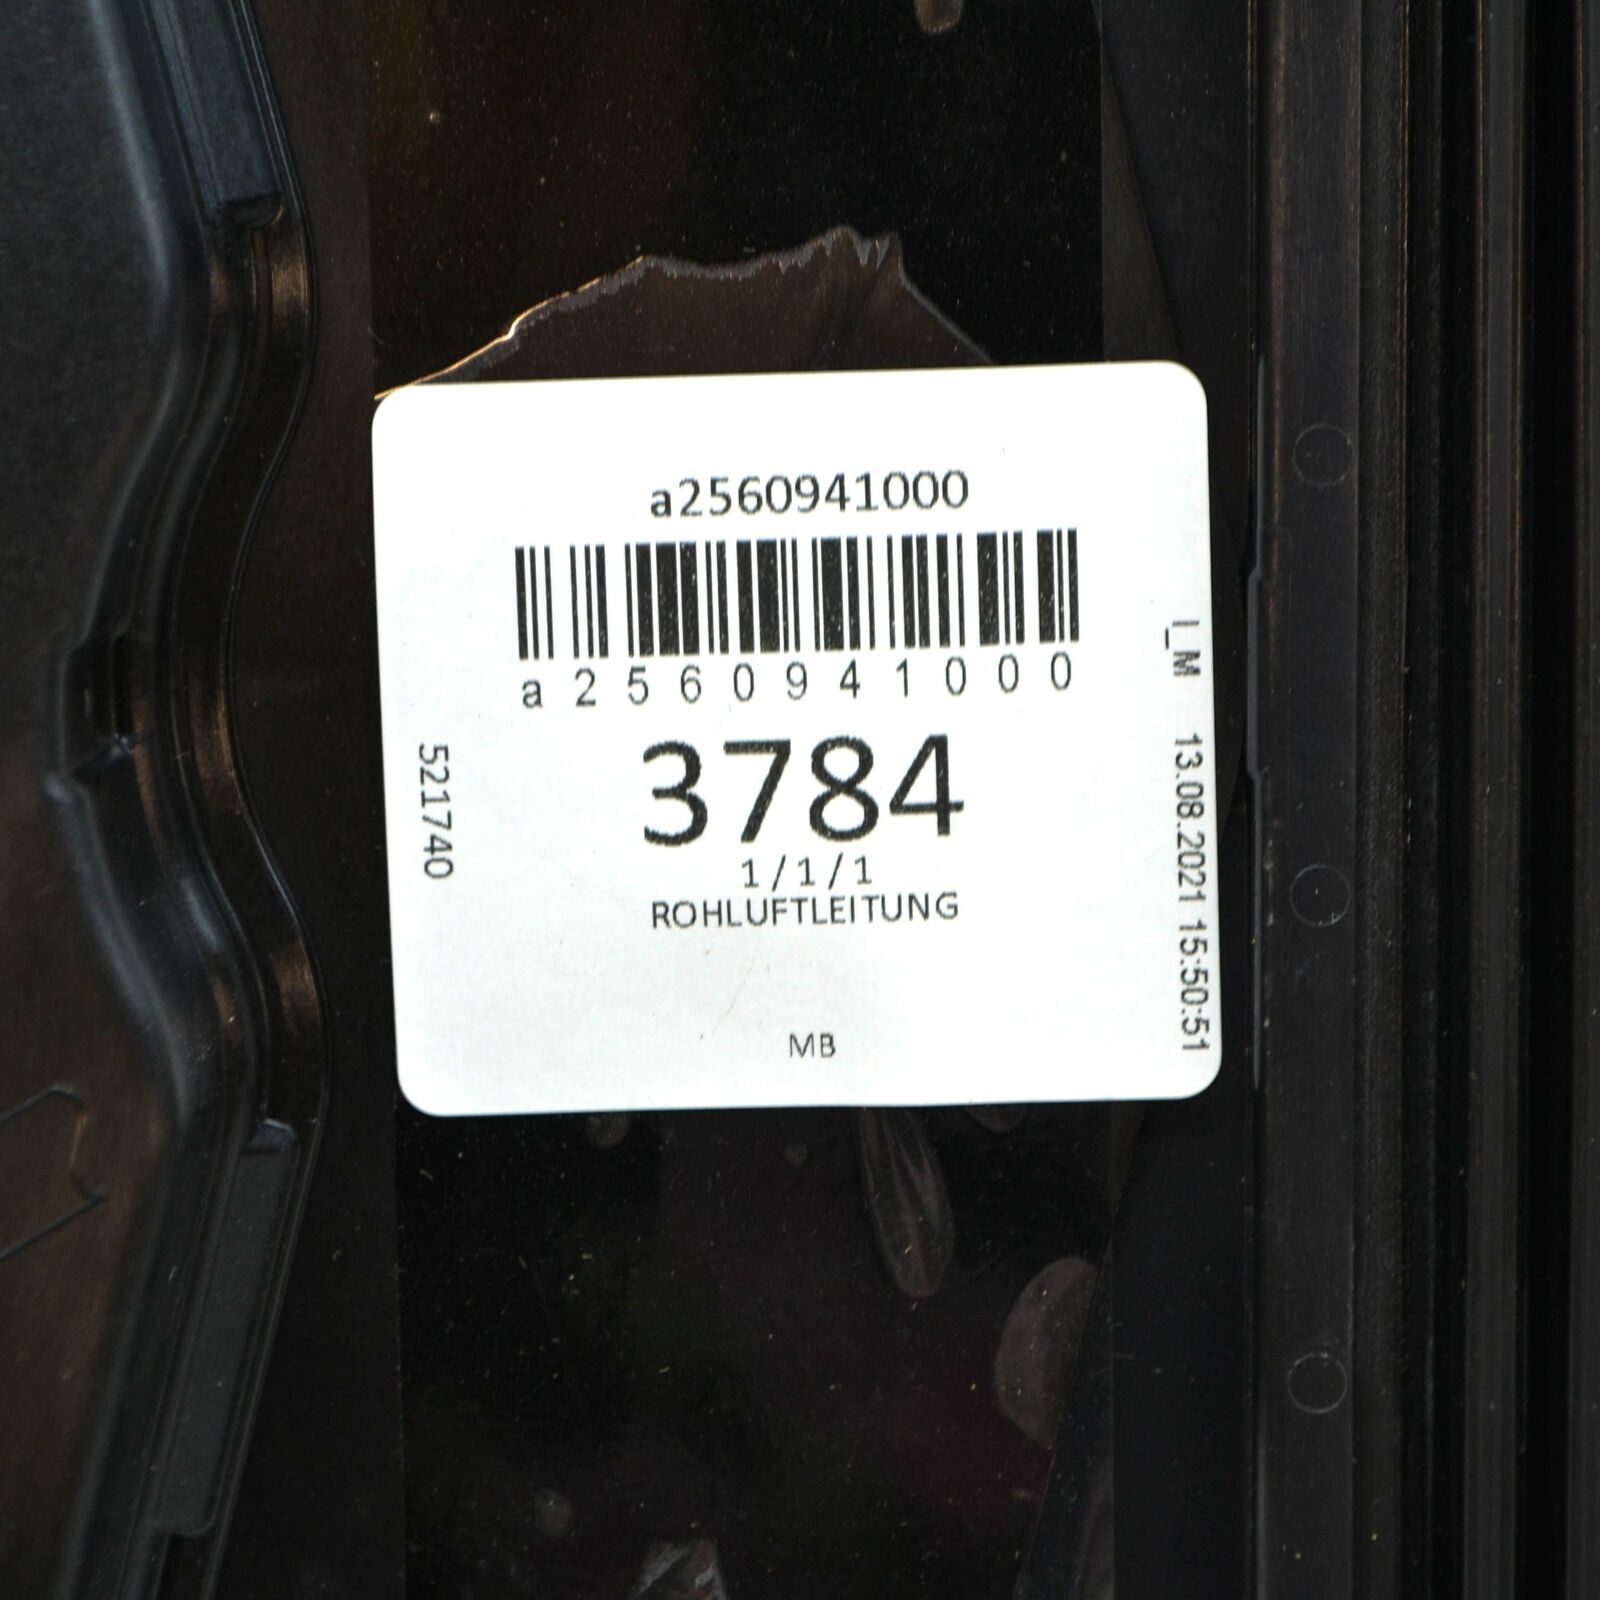 a2560941000
a2560941000
3784
1/1/1
ROHLUFTLEITUNG
MB
521740
I_M 13.08.2021 15:50:51